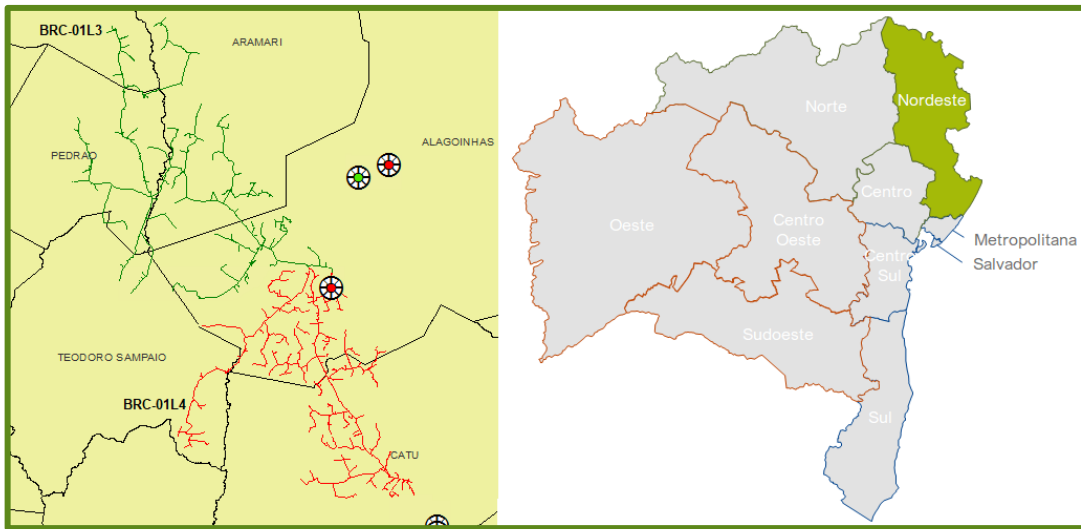 BRC-01L3
ARAMARI
ALAGOINHAS
PEDRAO
TEODORO SAMPAIO
BRC-01L4
CATU
Norte
Nordeste
Centro
Oeste
Centro
Oeste
Metropolitana
Salvador
Centro
Sul
Sudoeste
Sul